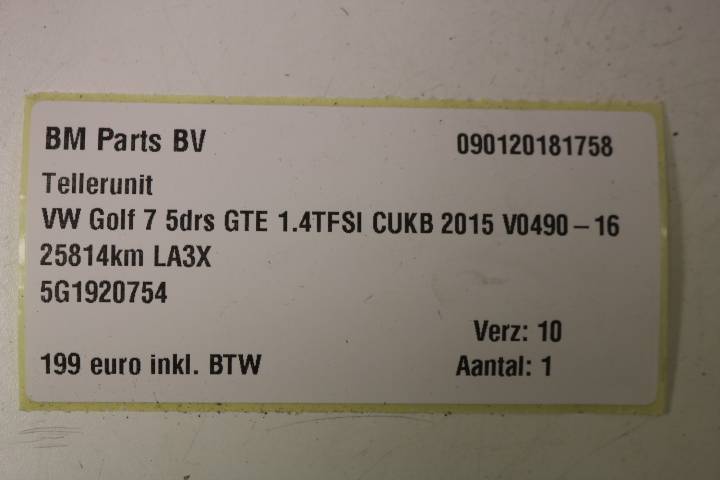 BM Parts BV 090120181758
Tellerunit
VW Golf 7 5drs GTE 1.4TFSI CUKB 2015 V0490-16
25814km LA3X
5G1920754
Verz: 10
199 euro inkl. BTW Aantal: 1